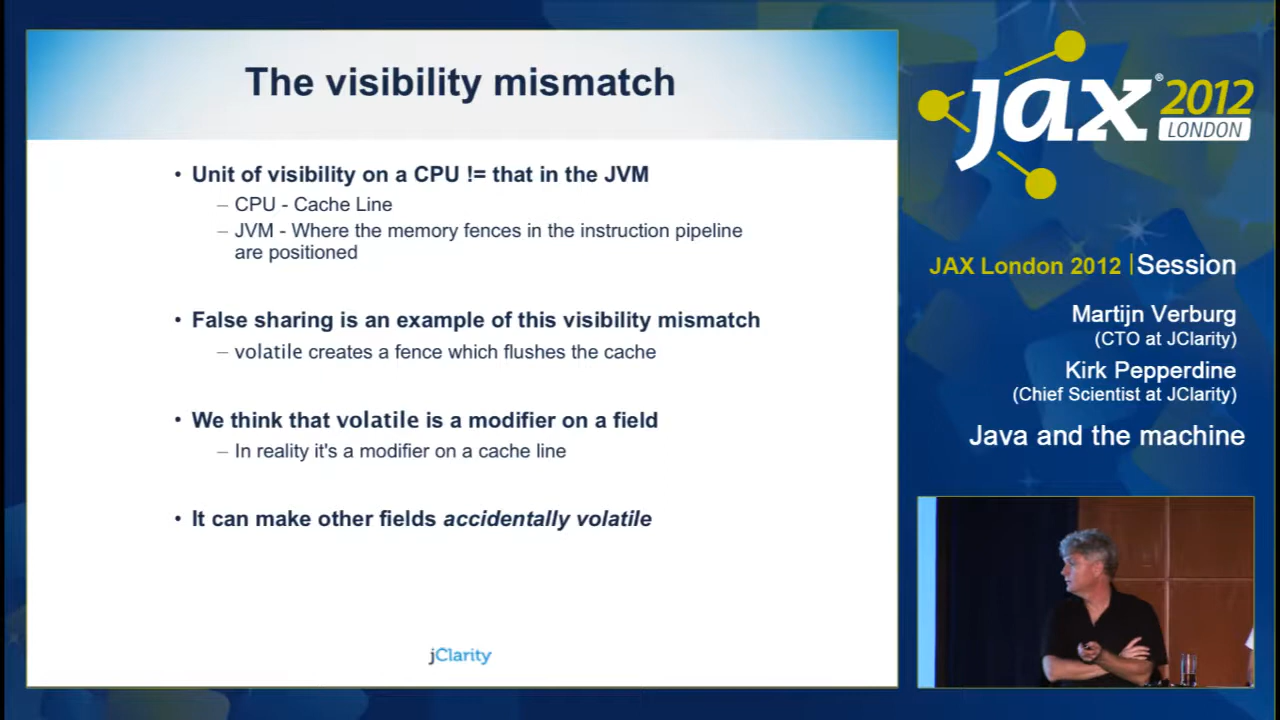 The visibility mismatch
• Unit of visibility on a CPU != that in the JVM
– CPU - Cache Line
– JVM - Where the memory fences in the instruction pipeline
are positioned
• False sharing is an example of this visibility mismatch
– volatile creates a fence which flushes the cache
• We think that volatile is a modifier on a field
– In reality it's a modifier on a cache line
• It can make other fields accidentally volatile
jClarity
jax® 2012
LONDON
JAX London 2012 | Session
Martijn Verburg
(CTO at JClarity)
Kirk Pepperdine
(Chief Scientist at JClarity)
Java and the machine